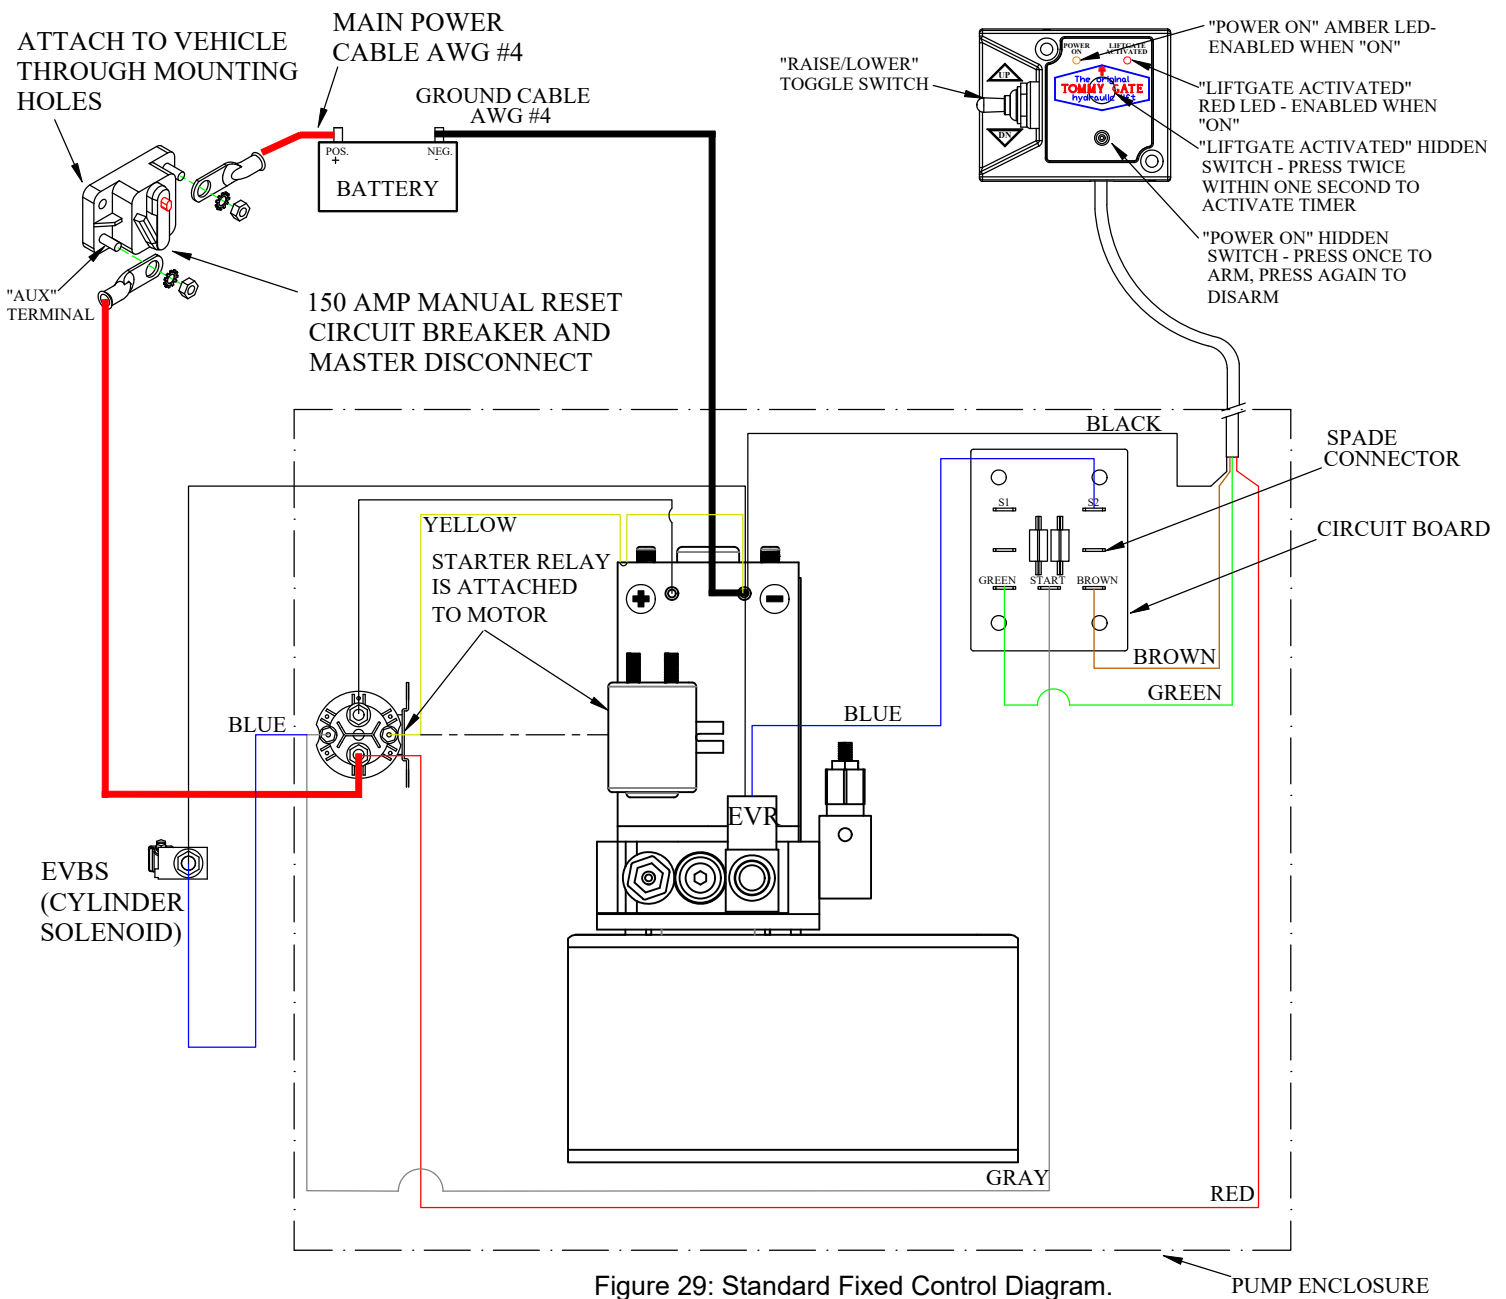 ATTACH TO VEHICLE
THROUGH MOUNTING
HOLES
MAIN POWER
CABLE AWG #4
GROUND CABLE
AWG #4
POS.
+
NEG.
-
BATTERY
"AUX"
TERMINAL
150 AMP MANUAL RESET
CIRCUIT BREAKER AND
MASTER DISCONNECT
"RAISE/LOWER"
TOGGLE SWITCH
UP
DN
POWER
ON
LIFTGATE
ACTIVATED
The original
TOMMY GATE
hydraulic lift
"POWER ON" AMBER LED-
ENABLED WHEN "ON"
"LIFTGATE ACTIVATED"
RED LED - ENABLED WHEN
"ON"
"LIFTGATE ACTIVATED" HIDDEN
SWITCH - PRESS TWICE
WITHIN ONE SECOND TO
ACTIVATE TIMER
"POWER ON" HIDDEN
SWITCH - PRESS ONCE TO
ARM, PRESS AGAIN TO
DISARM
BLACK
SPADE
CONNECTOR
S1
S2
CIRCUIT BOARD
GREEN
START
BROWN
BROWN
GREEN
YELLOW
STARTER RELAY
IS ATTACHED
TO MOTOR
BLUE
BLUE
EVR
EVBS
(CYLINDER
SOLENOID)
GRAY
RED
PUMP ENCLOSURE
Figure 29: Standard Fixed Control Diagram.